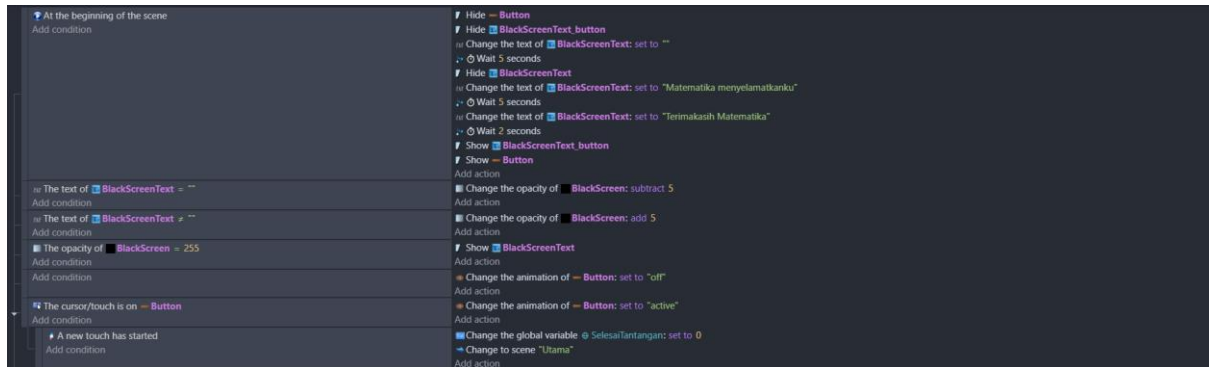 At the beginning of the scene
Add condition
Hide Button
Hide BlackScreenText_button
Change the text of BlackScreenText: set to ""
Wait 5 seconds
Hide BlackScreenText
Change the text of BlackScreenText: set to "Matematika menyelamatkanku"
Wait 5 seconds
Change the text of BlackScreenText: set to "Terimakasih Matematika"
Wait 2 seconds
Show BlackScreenText_button
Show Button
Add action
The text of BlackScreenText = ""
Add condition
Change the opacity of BlackScreen: subtract 5
Add action
The text of BlackScreenText ≠ ""
Add condition
Change the opacity of BlackScreen: add 5
Add action
The opacity of BlackScreen = 255
Add condition
Show BlackScreenText
Add action
Add condition
Change the animation of Button: set to "off"
Add action
The cursor/touch is on Button
Add condition
Change the animation of Button: set to "active"
Add action
A new touch has started
Add condition
Change the global variable SelesaiTantangan: set to 0
Change to scene "Utama"
Add action